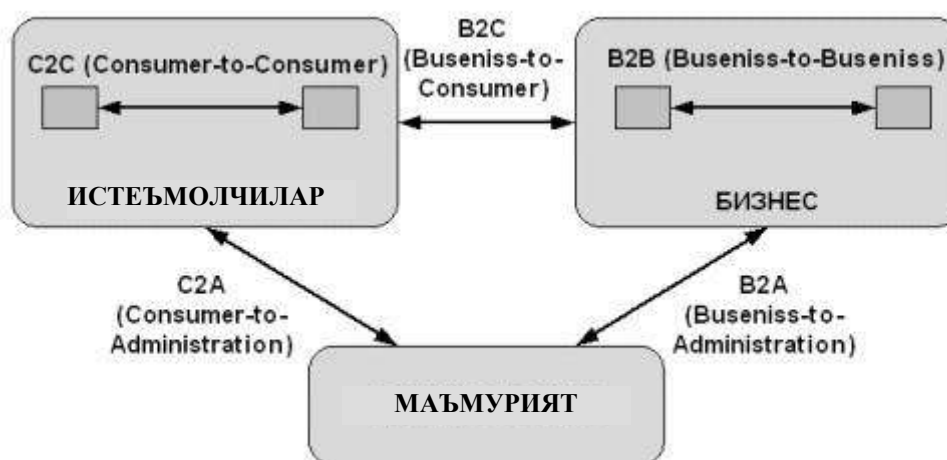 C2C (Consumer-to-Consumer)
ИСТЕЪМОЛЧИЛАР
B2C
(Buseniss-to-
Consumer)
B2B (Buseniss-to-Buseniss)
БИЗНЕС
C2A
(Consumer-to-
Administration)
B2A
(Buseniss-to-
Administration)
МАЪМУРИЯТ